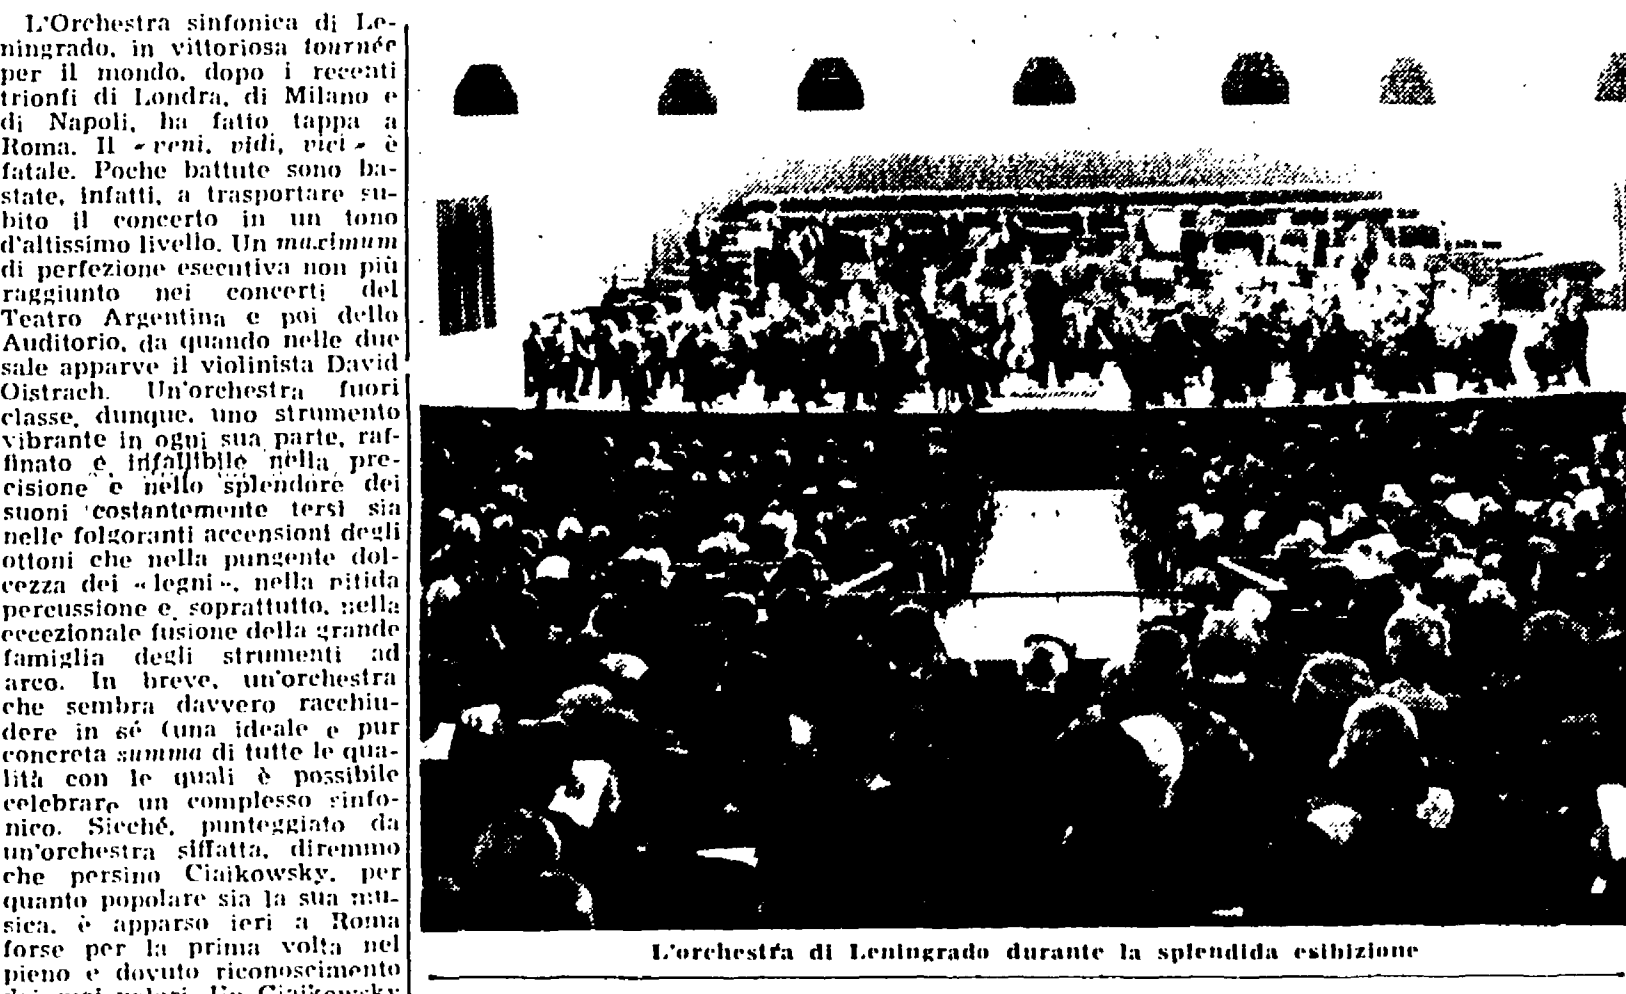 L'Orchestra sinfonica di Le-
ningrado, in vittoriosa tournée
per il mondo, dopo i recenti
trionfi di Londra, di Milano e
di Napoli, ha fatto tappa a
Roma. Il «veni, vidi, vici» è
fatale. Poche battute sono ba-
state, infatti, a trasportare su-
bito il concerto in un tono
d'altissimo livello. Un maximum
di perfezione esecutiva non più
raggiunto nei concerti del
Teatro Argentina e poi dello
Auditorio, da quando nelle due
sale apparve il violinista David
Oistrach. Un'orchestra fuori
classe, dunque, uno strumento
vibrante in ogni sua parte, raf-
finato e infallibile nella pre-
cisione e nello splendore dei
suoni costantemente tersi sia
nelle folgoranti accensioni degli
ottoni che nella pungente dol-
cezza dei «legni», nella nitida
percussione e, soprattutto, nella
eccezionale fusione della grande
famiglia degli strumenti ad
arco. In breve, un'orchestra
che sembra davvero racchiu-
dere in sé (una ideale e pur
concreta summa di tutte le qua-
lità con le quali è possibile
celebrare un complesso sinfo-
nico. Sicché, punteggiato da
un'orchestra siffatta, diremmo
che persino Ciaikowsky, per
quanto popolare sia la sua mu-
sica, è apparso ieri a Roma
forse per la prima volta nel
pieno e dovuto riconoscimento
L'orchestra di Leningrado durante la splendida esibizione